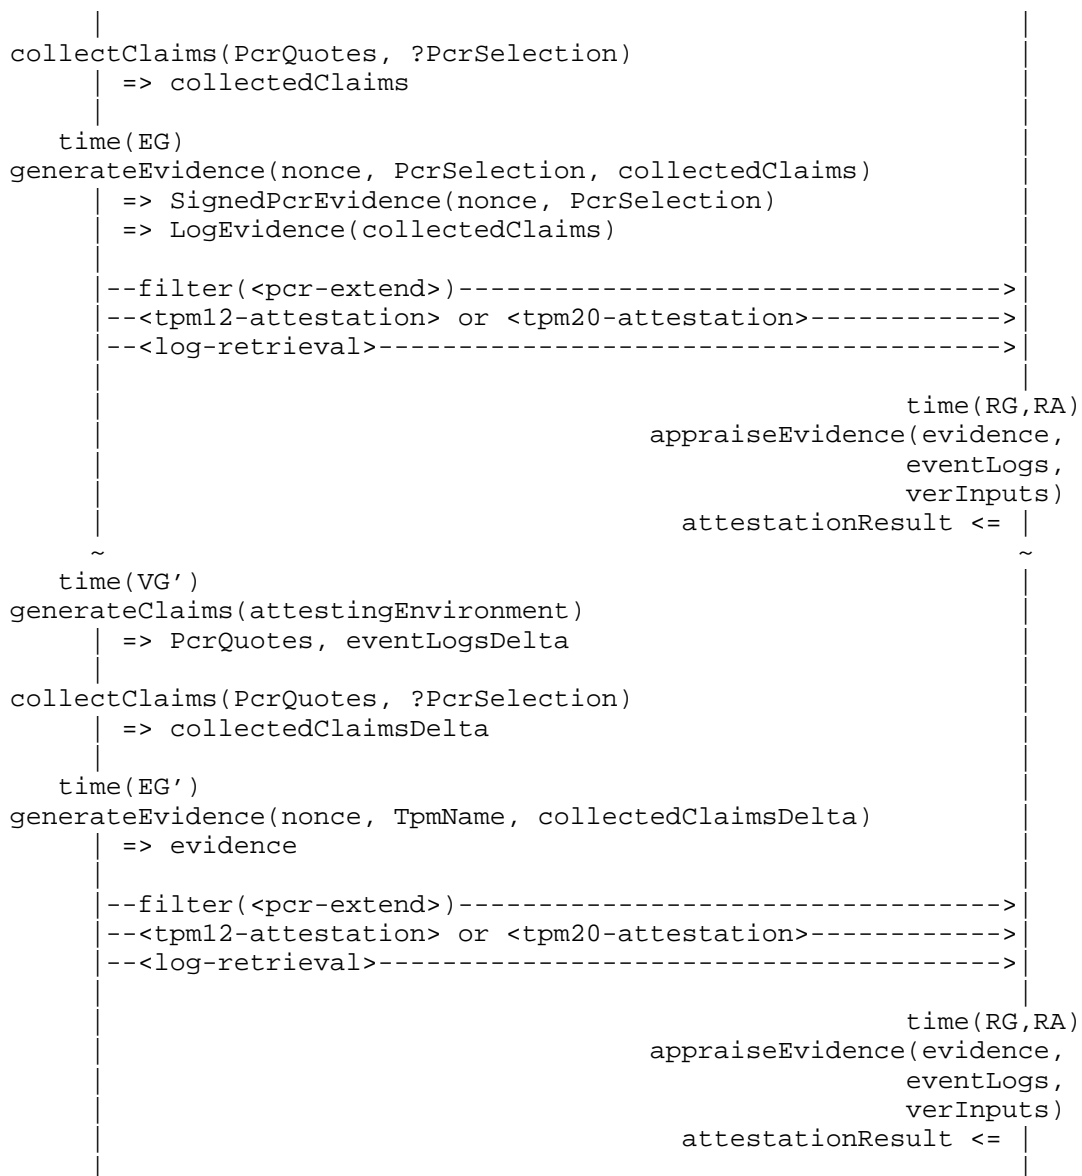 |                                                         |
collectClaims(PcrQuotes, ?PcrSelection)                        |
     | => collectedClaims                                      |
     |                                                         |
   time(EG)                                                    |
generateEvidence(nonce, PcrSelection, collectedClaims)         |
     | => SignedPcrEvidence(nonce, PcrSelection)               |
     | => LogEvidence(collectedClaims)                         |
     |                                                         |
     |--filter(<pcr-extend>)---------------------------------->|
     |--<tpm12-attestation> or <tpm20-attestation>------------>|
     |--<log-retrieval>--------------------------------------->|
     |                                                         |
     |                                                  time(RG,RA)
     |                                  appraiseEvidence(evidence,
     |                                                  eventLogs,
     |                                                  verInputs)
     |                                    attestationResult <= |
     ~                                                         ~
   time(VG’)                                                   |
generateClaims(attestingEnvironment)                           |
     | => PcrQuotes, eventLogsDelta                            |
     |                                                         |
collectClaims(PcrQuotes, ?PcrSelection)                        |
     | => collectedClaimsDelta                                 |
     |                                                         |
   time(EG’)                                                   |
generateEvidence(nonce, TpmName, collectedClaimsDelta)         |
     | => evidence                                             |
     |                                                         |
     |--filter(<pcr-extend>)---------------------------------->|
     |--<tpm12-attestation> or <tpm20-attestation>------------>|
     |--<log-retrieval>--------------------------------------->|
     |                                                         |
     |                                                  time(RG,RA)
     |                                  appraiseEvidence(evidence,
     |                                                  eventLogs,
     |                                                  verInputs)
     |                                    attestationResult <= |
     |                                                         |